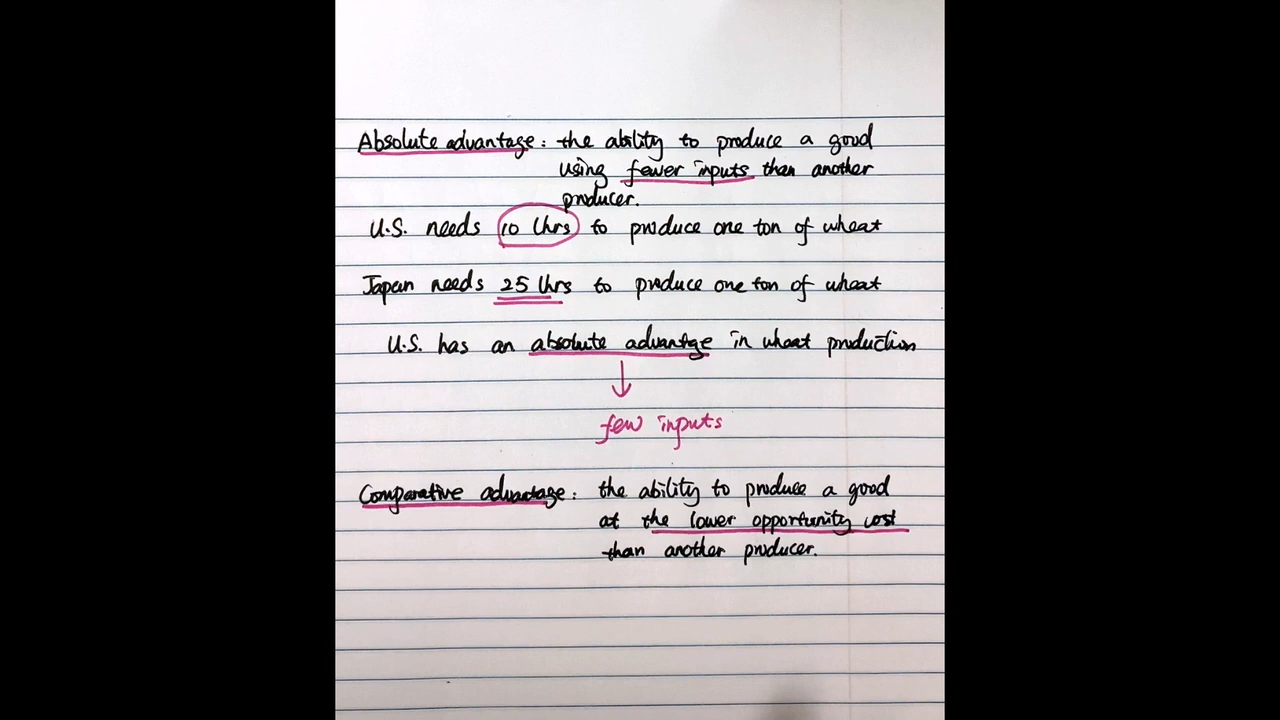 Absolute advantage: the ability to produce a good
using fewer inputs than another
producer.
U.S. needs 10 hrs to produce one ton of wheat
Japan needs 25 hrs to produce one ton of wheat
U.S. has an absolute advantage in wheat production
few inputs
Comparative advantage: the ability to produce a good
at the lower opportunity cost
than another producer.